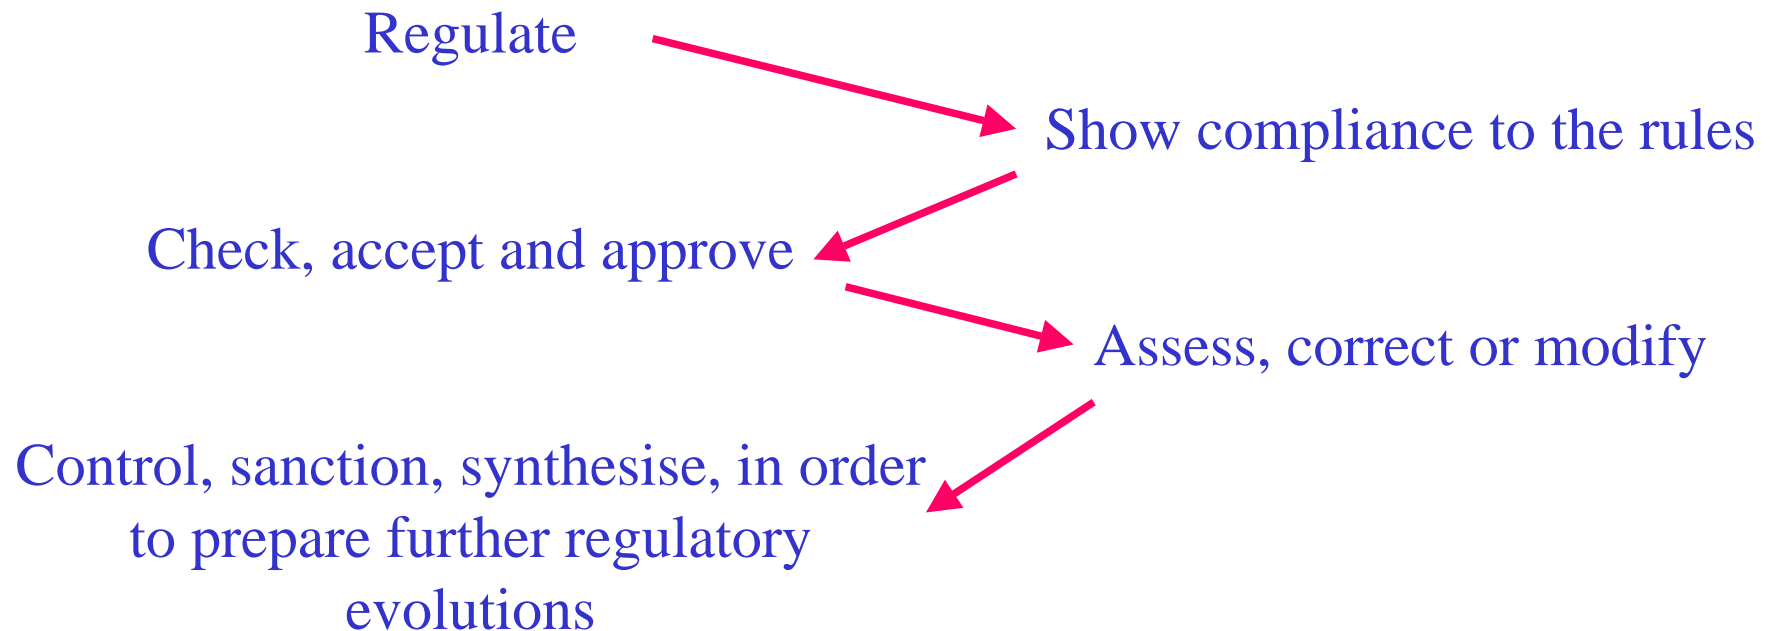 Regulate
Show compliance to the rules
Check, accept and approve
Assess, correct or modify
Control, sanction, synthesise, in order
to prepare further regulatory
evolutions